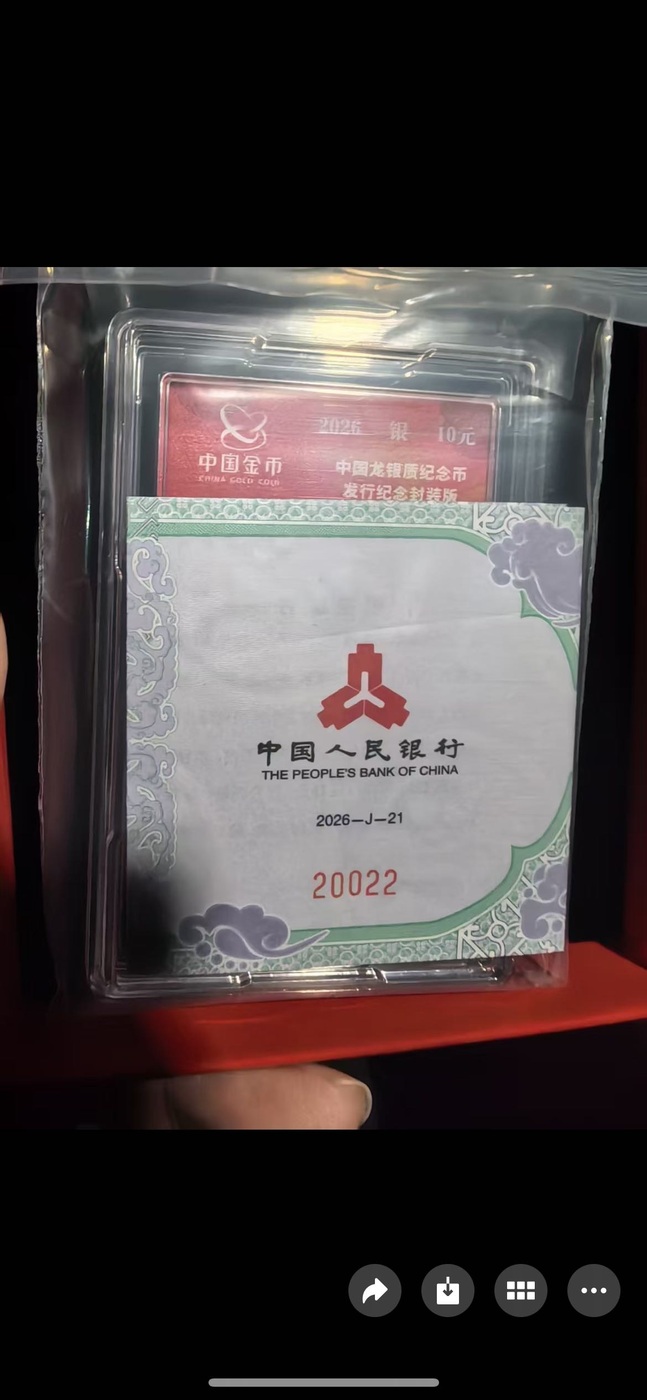 中国金币
CHINA GOLD COIN
2026 银 10元
中国龙银质纪念币
发行纪念封装版
中国人民银行
THE PEOPLE'S BANK OF CHINA
2026-J-21
20022